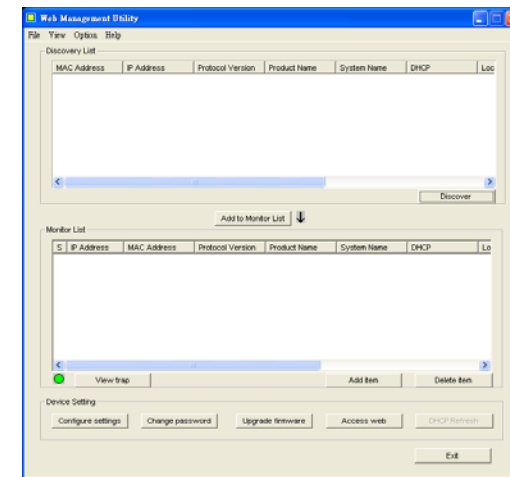 Web Management Utility
File View Option Help
Discovery List
MAC Address IP Address Protocol Version Product Name System Name DHCP Loc
Discover
Add to Monitor List
Monitor List
S IP Address MAC Address Protocol Version Product Name System Name DHCP Lo
View trap Add item Delete item
Device Setting
Configure settings Change password Upgrade firmware Access web DHCP Refresh
Exit